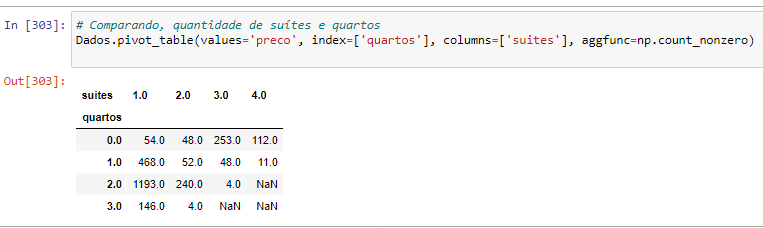 In [303]: # Comparando, quantidade de suítes e quartos
Dados.pivot_table(values='preco', index=['quartos'], columns=['suites'], aggfunc=np.count_nonzero)
Out[303]:
suites 1.0 2.0 3.0 4.0
quartos
0.0 54.0 48.0 253.0 112.0
1.0 468.0 52.0 48.0 11.0
2.0 1193.0 240.0 4.0 NaN
3.0 146.0 4.0 NaN NaN